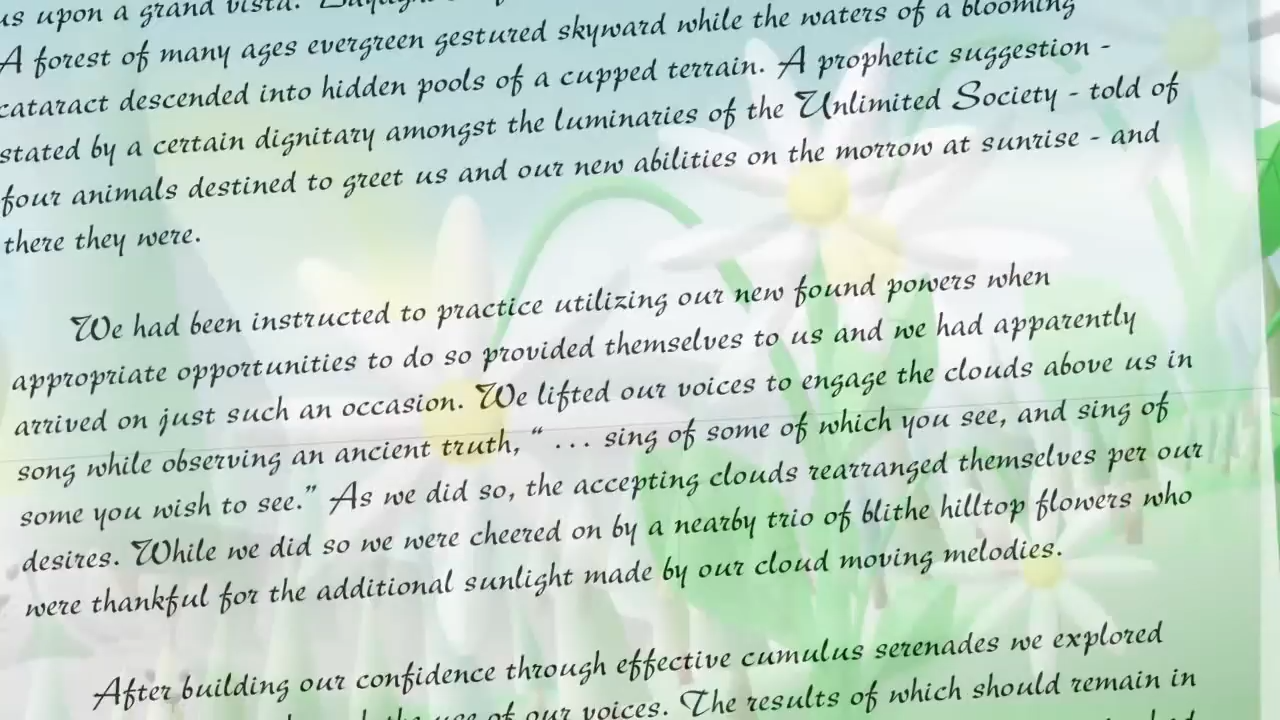 us upon a grand vista.
A forest of many ages evergreen gestured skyward while the waters of a blooming
cataract descended into hidden pools of a cupped terrain. A prophetic suggestion -
stated by a certain dignitary amongst the luminaries of the Unlimited Society - told of
four animals destined to greet us and our new abilities on the morrow at sunrise - and
there they were.
We had been instructed to practice utilizing our new found powers when
appropriate opportunities to do so provided themselves to us and we had apparently
arrived on just such an occasion. We lifted our voices to engage the clouds above us in
song while observing an ancient truth, “ ... sing of some of which you see, and sing of
some you wish to see.” As we did so, the accepting clouds rearranged themselves per our
desires. While we did so we were cheered on by a nearby trio of blithe hilltop flowers who
were thankful for the additional sunlight made by our cloud moving melodies.
After building our confidence through effective cumulus serenades we explored
the use of our voices. The results of which should remain in